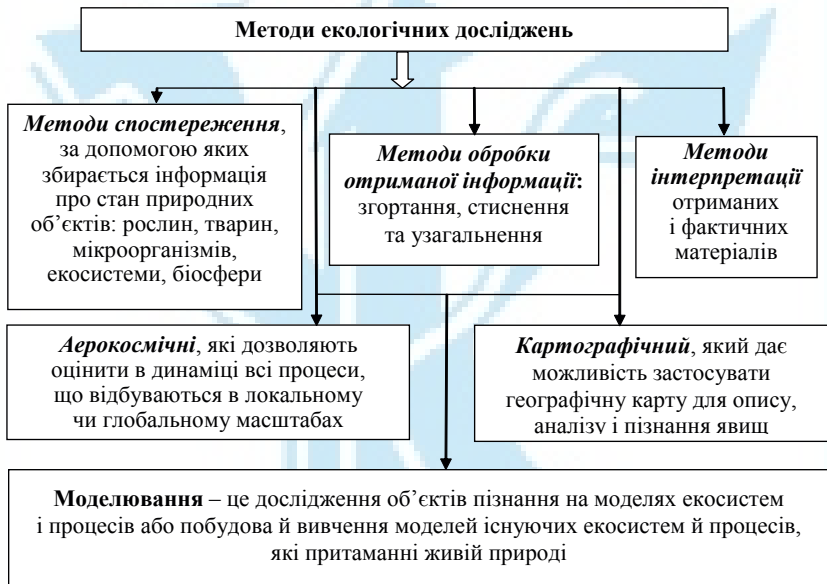 Методи екологічних досліджень
Методи спостереження,
за допомогою яких
збирається інформація
про стан природних
об’єктів: рослин, тварин,
мікроорганізмів,
екосистеми, біосфери
Методи обробки
отриманої інформації:
згортання, стиснення
та узагальнення
Методи
інтерпретації
отриманих
і фактичних
матеріалів
Аерокосмічні, які дозволяють
оцінити в динаміці всі процеси,
що відбуваються в локальному
чи глобальному масштабах
Картографічний, який дає
можливість застосувати
географічну карту для опису,
аналізу і пізнання явищ
Моделювання – це дослідження об’єктів пізнання на моделях екосистем
і процесів або побудова й вивчення моделей існуючих екосистем й процесів,
які притаманні живій природі